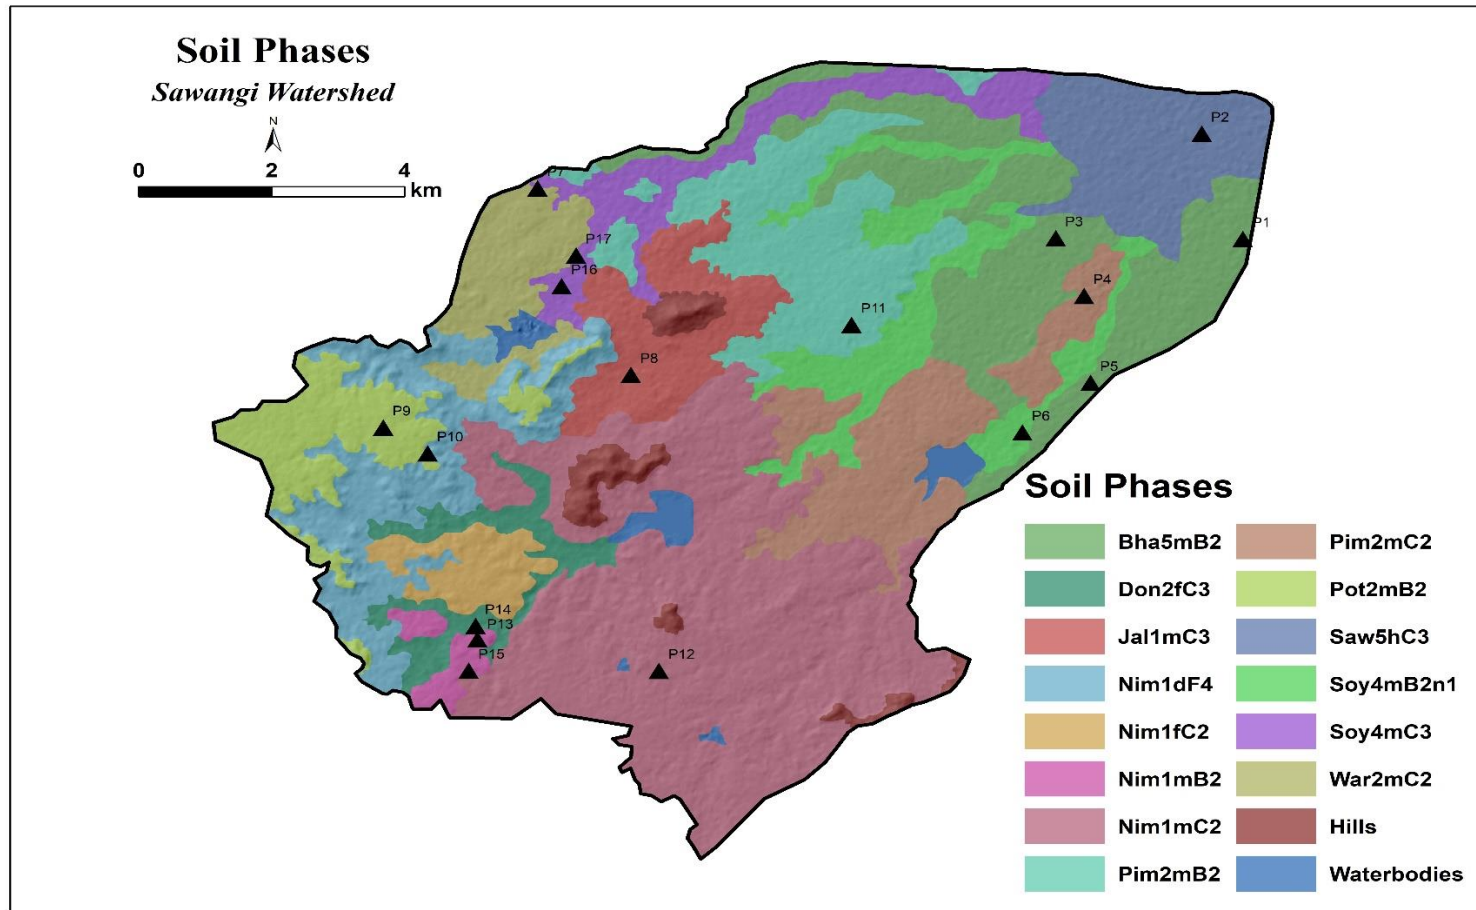 Soil Phases
Sawangi Watershed
N
0 2 4
km
P2
P7
P1
P3
P17
P16
P4
P11
P8
P5
P9
P6
P10
P14
P13
P15
P12
Soil Phases
Bha5mB2
Don2fC3
Jal1mC3
Nim1dF4
Nim1fC2
Nim1mB2
Nim1mC2
Pim2mB2
Pim2mC2
Pot2mB2
Saw5hC3
Soy4mB2n1
Soy4mC3
War2mC2
Hills
Waterbodies